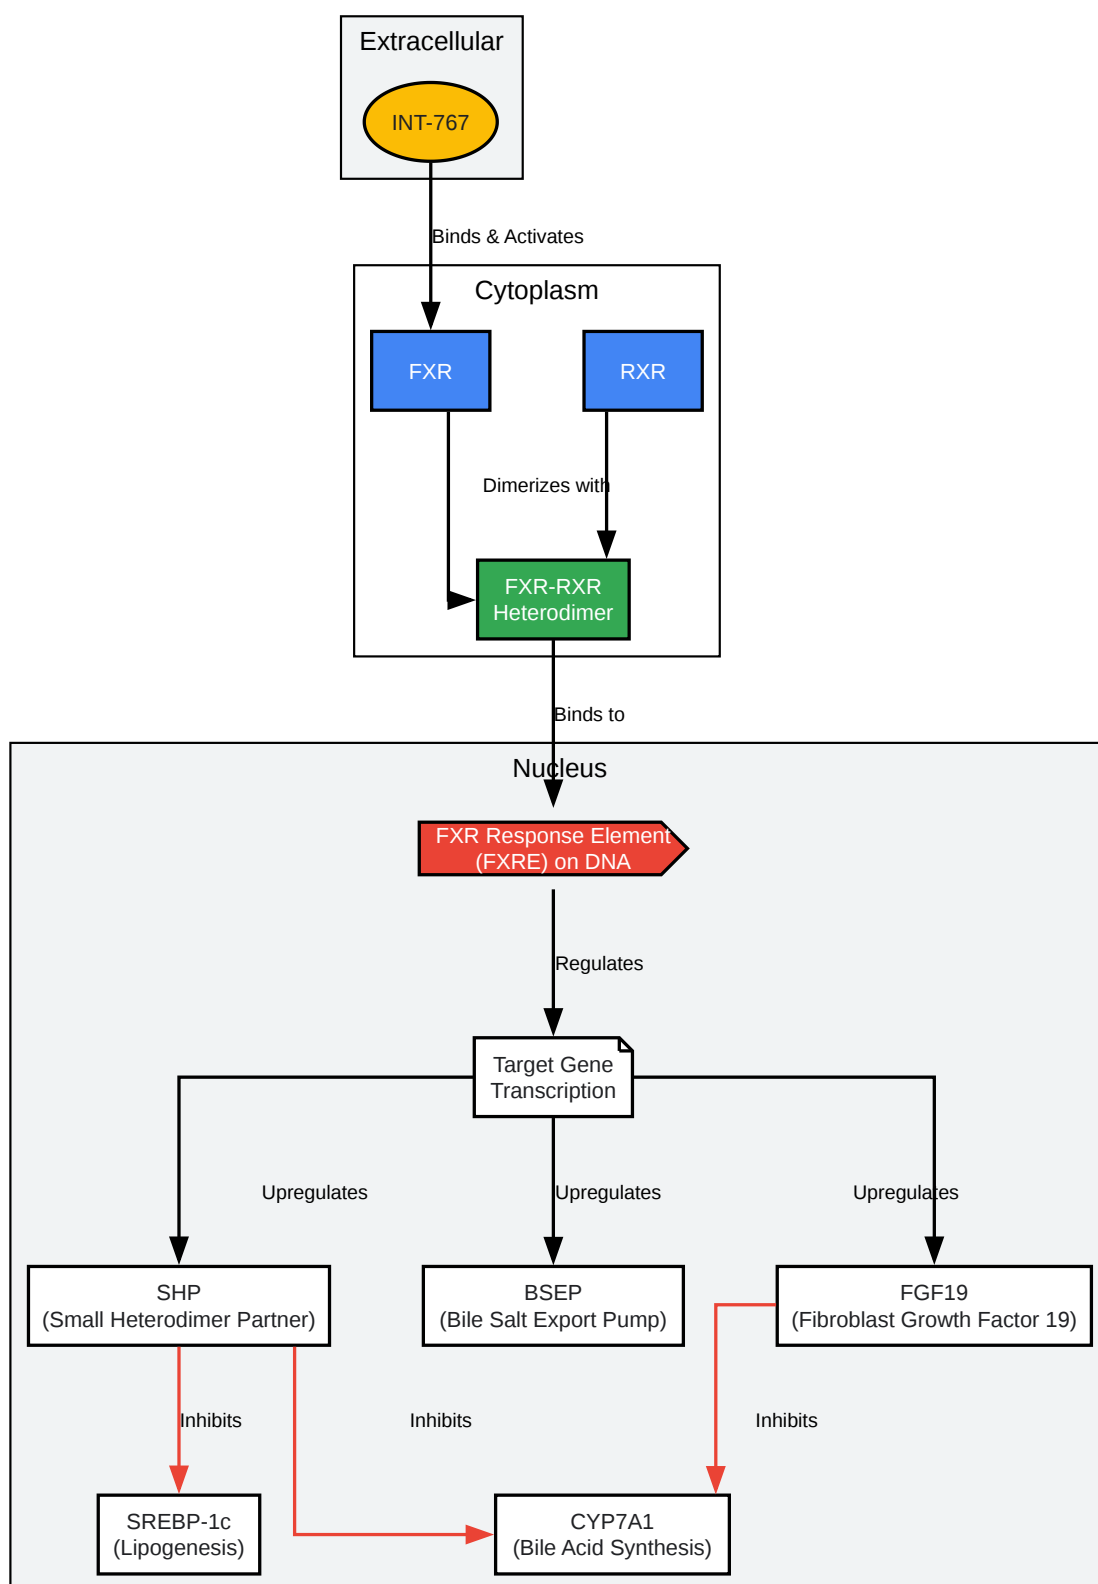 Extracellular
INT-767
Binds & Activates
Cytoplasm
FXR
RXR
Dimerizes with
FXR-RXR
Heterodimer
Binds to
Nucleus
FXR Response Element
(FXRE) on DNA
Regulates
Target Gene
Transcription
Upregulates
Upregulates
Upregulates
SHP
(Small Heterodimer Partner)
BSEP
(Bile Salt Export Pump)
FGF19
(Fibroblast Growth Factor 19)
Inhibits
Inhibits
Inhibits
SREBP-1c
(Lipogenesis)
CYP7A1
(Bile Acid Synthesis)